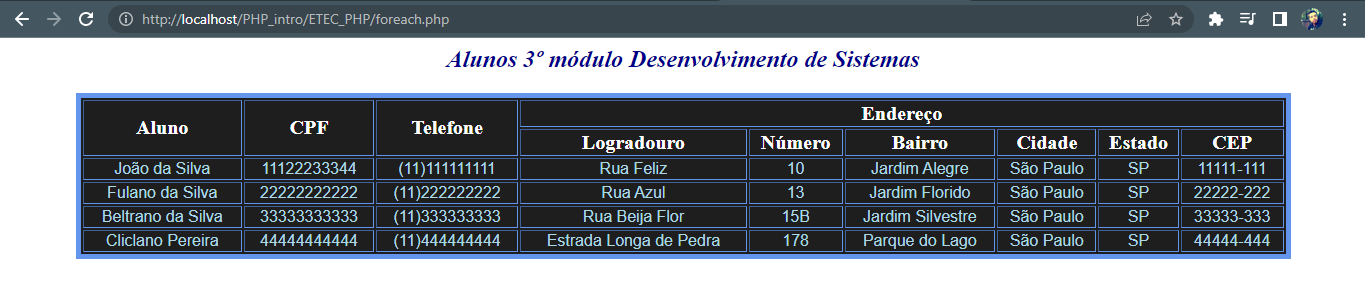 http://localhost/PHP_intro/ETEC_PHP/foreach.php
Alunos 3º módulo Desenvolvimento de Sistemas
Aluno CPF Telefone Endereço
Logradouro Número Bairro Cidade Estado CEP
João da Silva 11122233344 (11)111111111 Rua Feliz 10 Jardim Alegre São Paulo SP 11111-111
Fulano da Silva 22222222222 (11)222222222 Rua Azul 13 Jardim Florido São Paulo SP 22222-222
Beltrano da Silva 33333333333 (11)333333333 Rua Beija Flor 15B Jardim Silvestre São Paulo SP 33333-333
Cliclano Pereira 44444444444 (11)444444444 Estrada Longa de Pedra 178 Parque do Lago São Paulo SP 44444-444